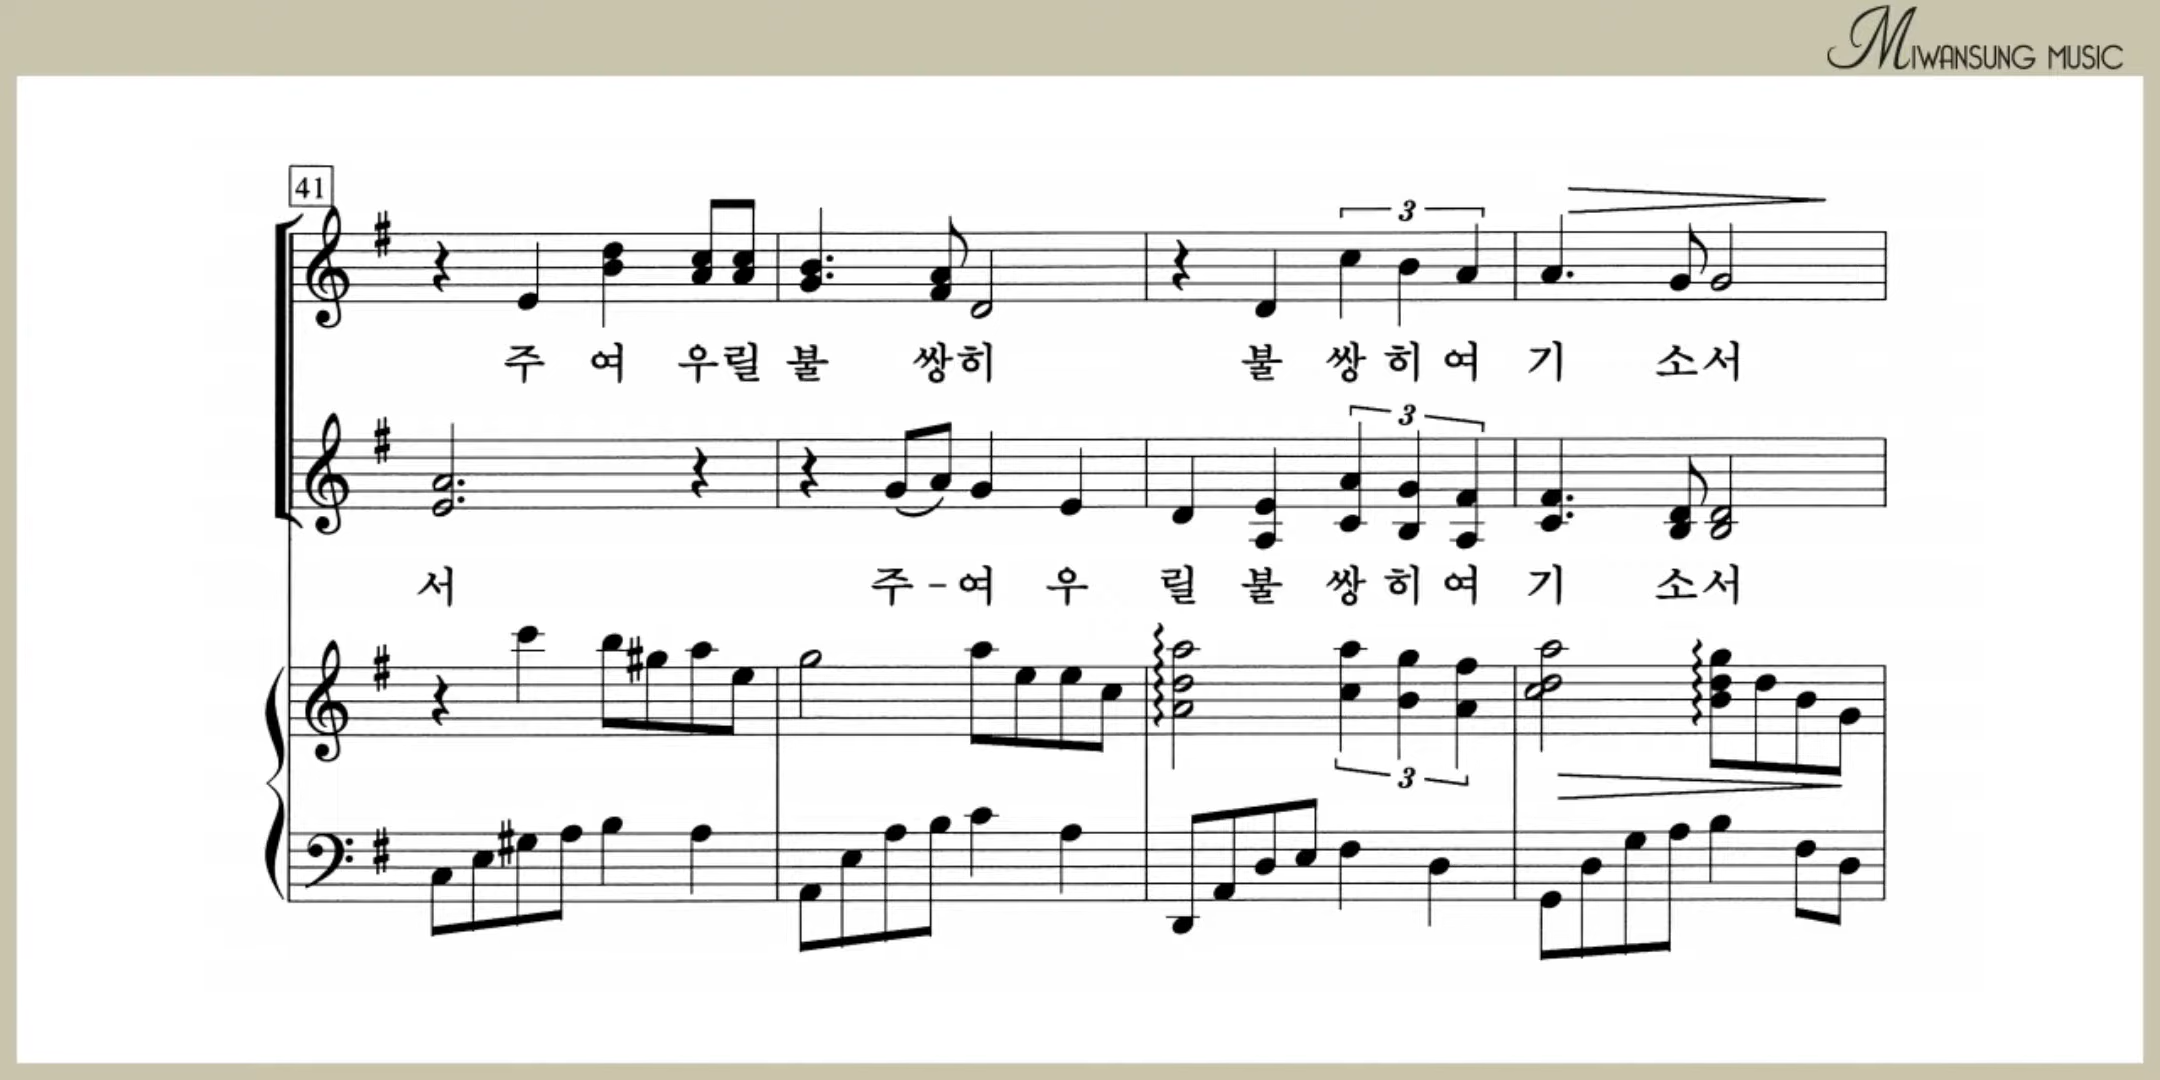 MIWANSUNG MUSIC
41
3
주 여 우릴 불 쌍히 불 쌍 히 여 기 소서
3
서 주-여 우 릴 불 쌍 히 여 기 소서
3